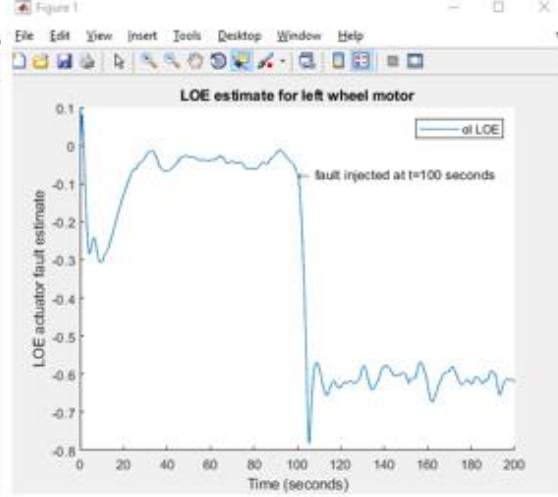 Figure 1
File Edit View Insert Tools Desktop Window Help
LOE estimate for left wheel motor
al LOE
fault injected at t=100 seconds
LOE actuator fault estimate
0.1
0
-0.1
-0.2
-0.3
-0.4
-0.5
-0.6
-0.7
-0.8
0 20 40 60 80 100 120 140 160 180 200
Time (seconds)